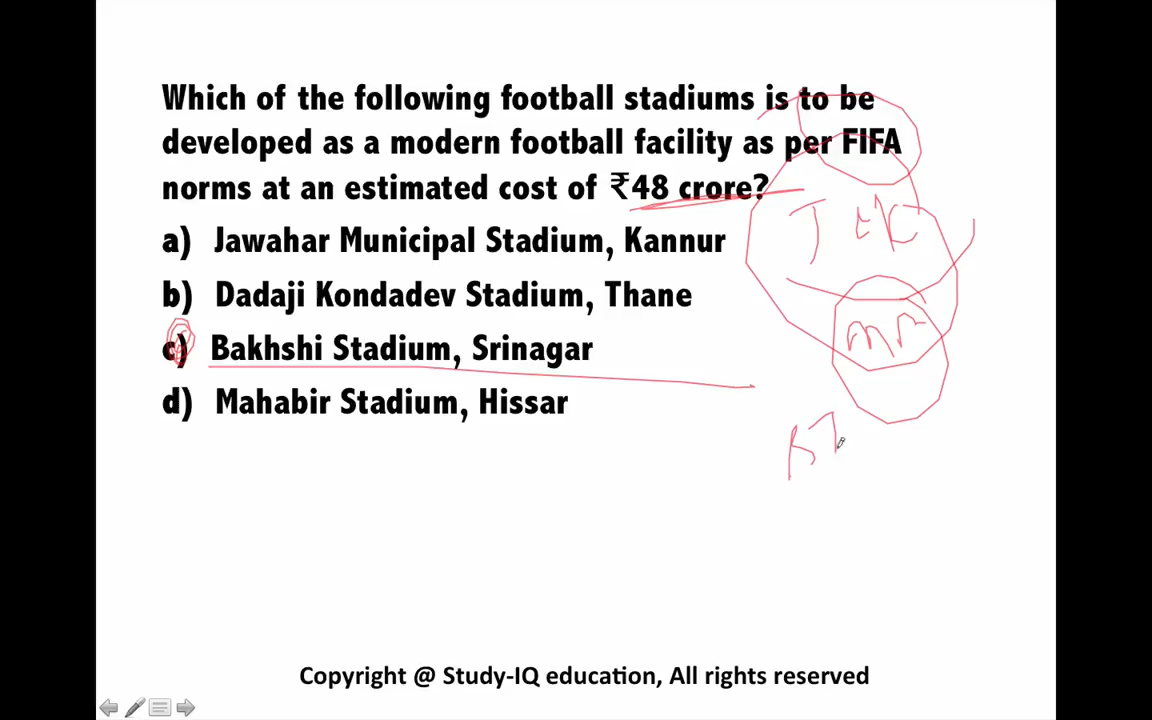 Which of the following football stadiums is to be
developed as a modern football facility as per FIFA
norms at an estimated cost of ₹48 crore?
a) Jawahar Municipal Stadium, Kannur
b) Dadaji Kondadev Stadium, Thane
c) Bakhshi Stadium, Srinagar
d) Mahabir Stadium, Hissar
Copyright @ Study-IQ education, All rights reserved